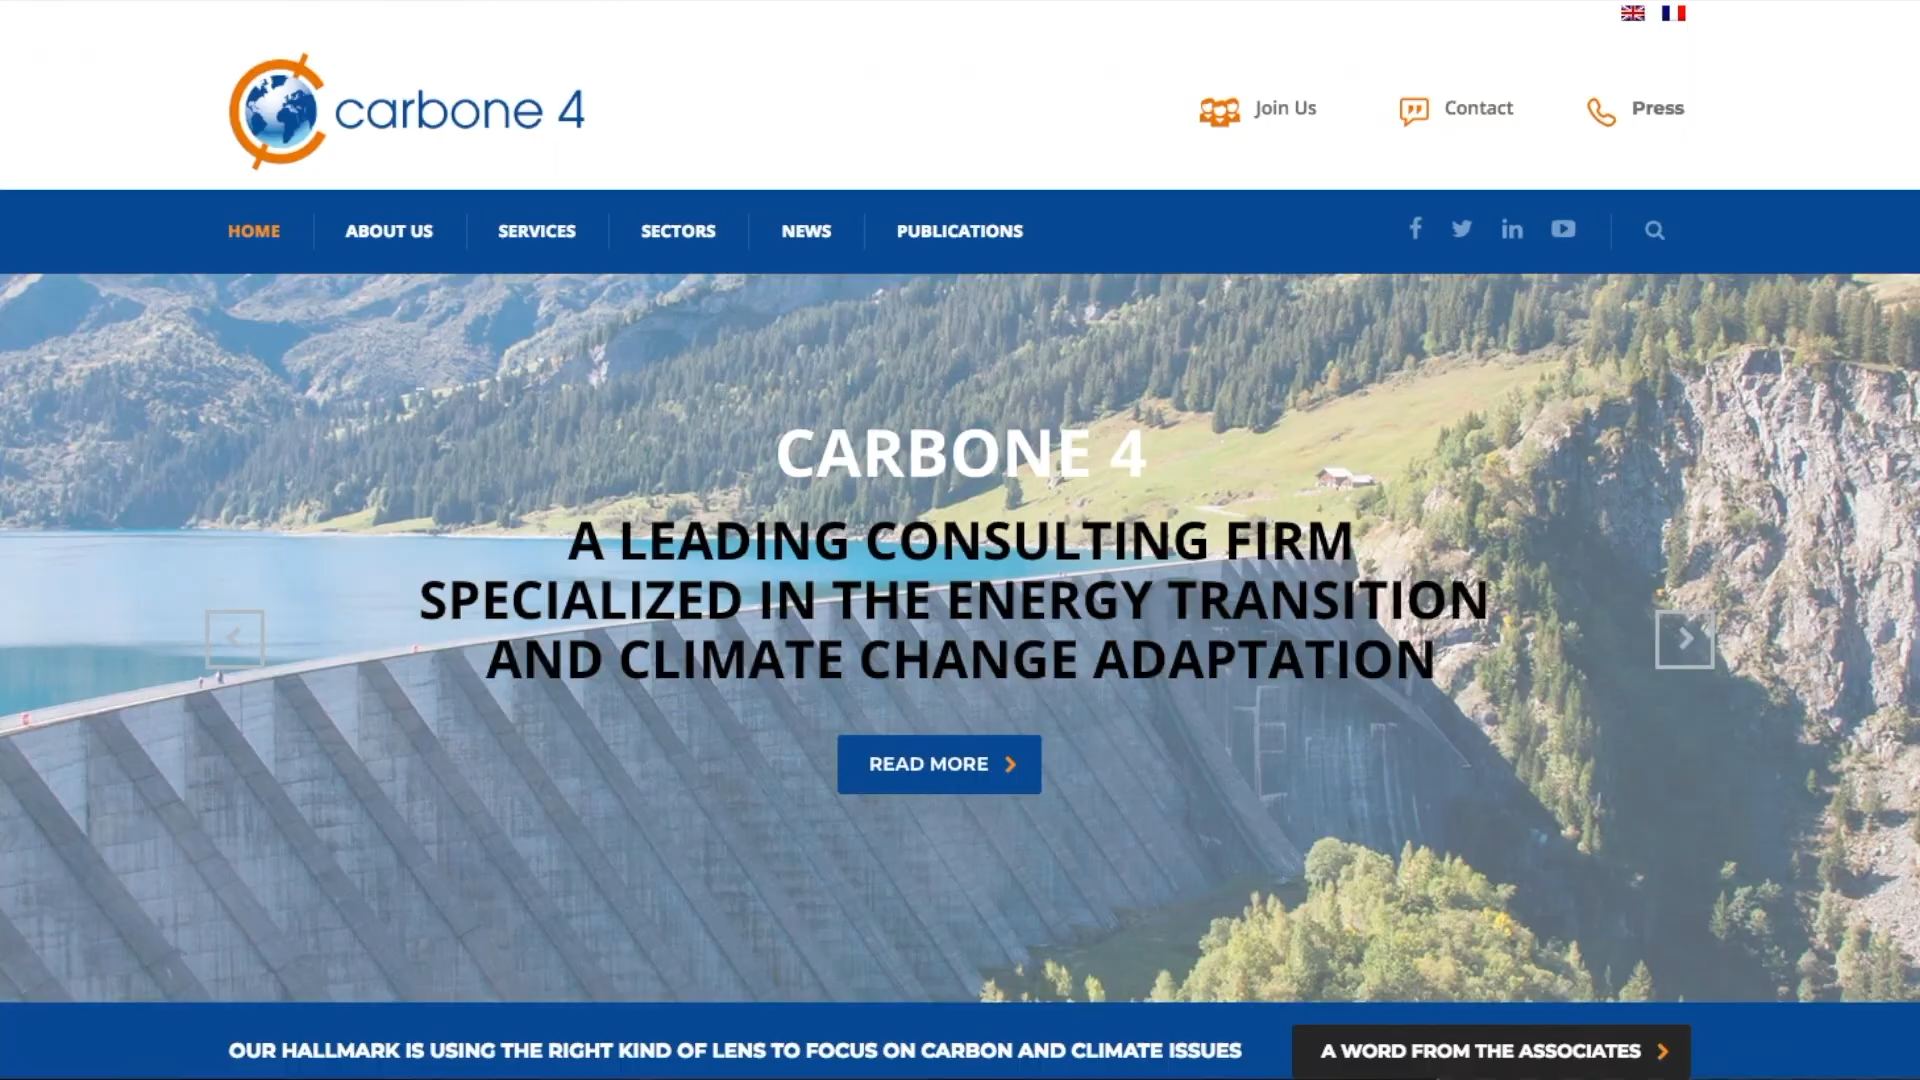 carbone 4
Join Us
Contact
Press
HOME
ABOUT US
SERVICES
SECTORS
NEWS
PUBLICATIONS
CARBONE 4
A LEADING CONSULTING FIRM
SPECIALIZED IN THE ENERGY TRANSITION
AND CLIMATE CHANGE ADAPTATION
READ MORE
OUR HALLMARK IS USING THE RIGHT KIND OF LENS TO FOCUS ON CARBON AND CLIMATE ISSUES
A WORD FROM THE ASSOCIATES